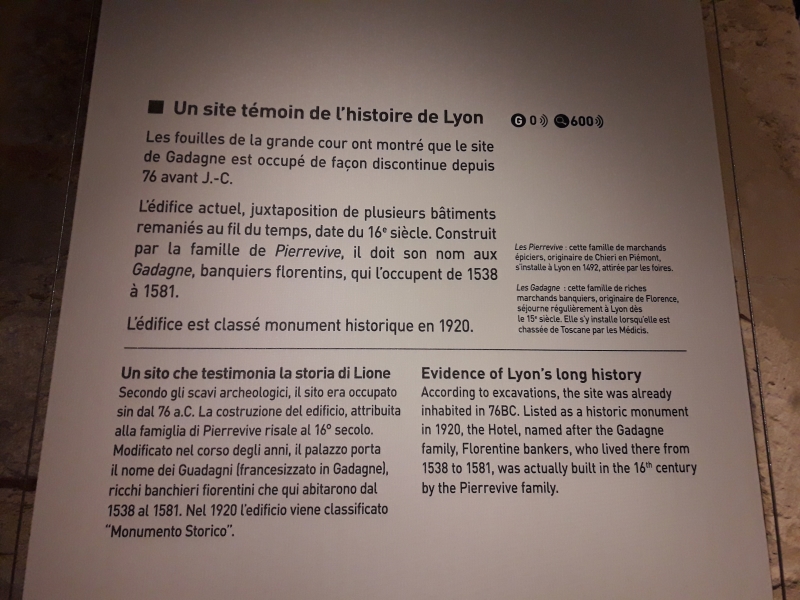 Un site témoin de l'histoire de Lyon
G 0 600
Les fouilles de la grande cour ont montré que le site
de Gadagne est occupé de façon discontinue depuis
76 avant J.-C.
L'édifice actuel, juxtaposition de plusieurs bâtiments
remaniés au fil du temps, date du 16e siècle. Construit
par la famille de Pierrevive, il doit son nom aux
Gadagne, banquiers florentins, qui l'occupent de 1538
à 1581.
L'édifice est classé monument historique en 1920.
Les Pierrevive : cette famille de marchands
épiciers, originaire de Chieri en Piémont,
s'installe à Lyon en 1492, attirée par les foires.
Les Gadagne : cette famille de riches
marchands banquiers, originaire de Florence,
séjourne régulièrement à Lyon dès
le 15e siècle. Elle s'y installe lorsqu'elle est
chassée de Toscane par les Médicis.
Un sito che testimonia la storia di Lione
Secondo gli scavi archeologici, il sito era occupato
sin dal 76 a.C. La costruzione del edificio, attribuita
alla famiglia di Pierrevive risale al 16° secolo.
Modificato nel corso degli anni, il palazzo porta
il nome dei Guadagni (francesizzato in Gadagne),
ricchi banchieri fiorentini che qui abitarono dal
1538 al 1581. Nel 1920 l'edificio viene classificato
"Monumento Storico".
Evidence of Lyon's long history
According to excavations, the site was already
inhabited in 76BC. Listed as a historic monument
in 1920, the Hotel, named after the Gadagne
family, Florentine bankers, who lived there from
1538 to 1581, was actually built in the 16th century
by the Pierrevive family.